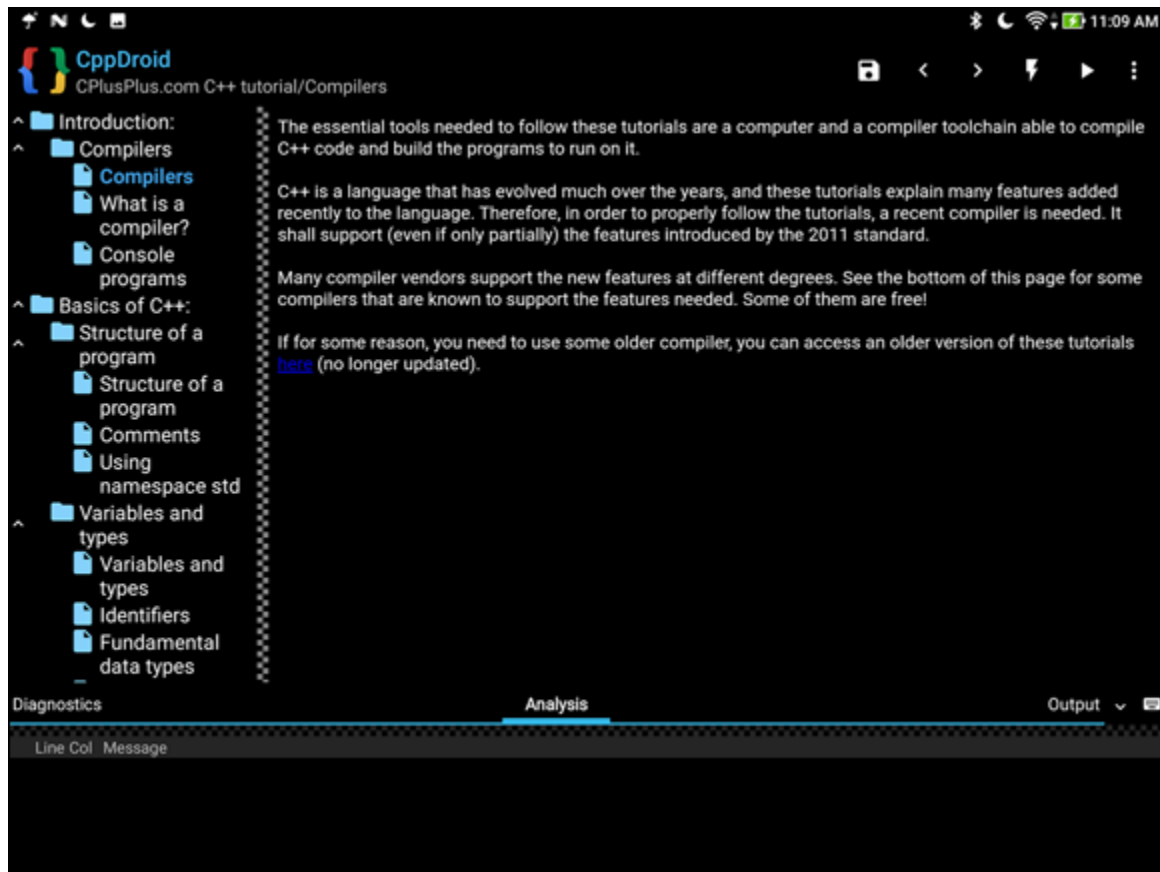 11:09 AM
CppDroid
CPlusPlus.com C++ tutorial/Compilers
Introduction:
Compilers
Compilers
What is a
compiler?
Console
programs
Basics of C++:
Structure of a
program
Structure of a
program
Comments
Using
namespace std
Variables and
types
Variables and
types
Identifiers
Fundamental
data types
The essential tools needed to follow these tutorials are a computer and a compiler toolchain able to compile
C++ code and build the programs to run on it.
C++ is a language that has evolved much over the years, and these tutorials explain many features added
recently to the language. Therefore, in order to properly follow the tutorials, a recent compiler is needed. It
shall support (even if only partially) the features introduced by the 2011 standard.
Many compiler vendors support the new features at different degrees. See the bottom of this page for some
compilers that are known to support the features needed. Some of them are free!
If for some reason, you need to use some older compiler, you can access an older version of these tutorials
here (no longer updated).
Diagnostics Analysis Output
Line Col Message